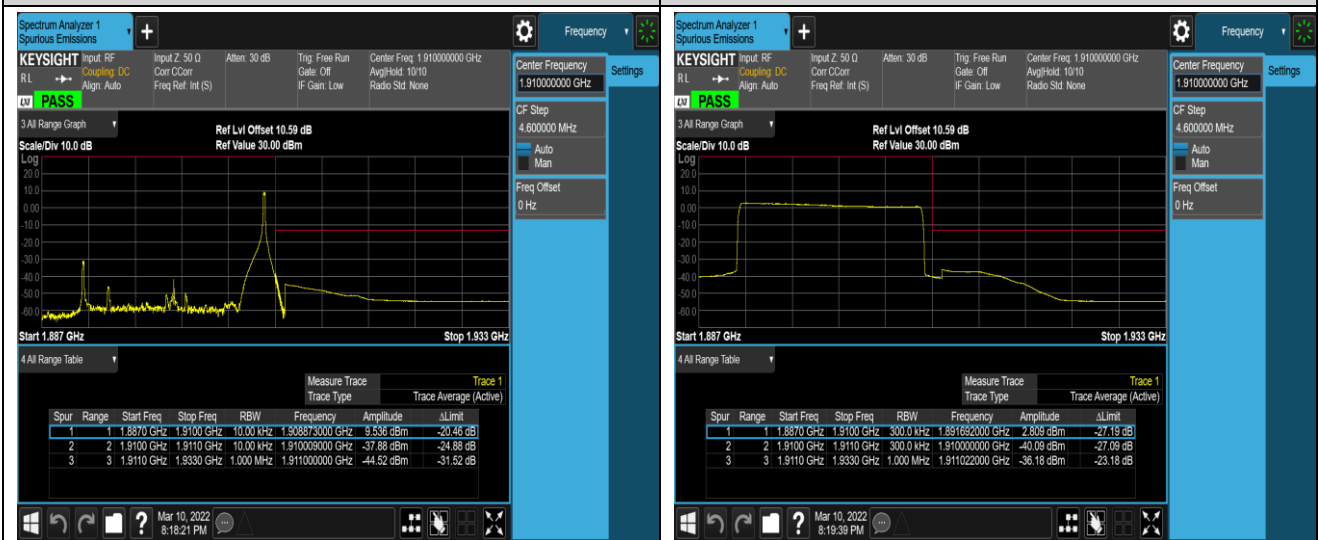 Spectrum Analyzer 1
Spurious Emissions
Frequency
KEYSIGHT Input: RF Input Z: 50 Ω Atten: 30 dB Trig: Free Run Center Freq: 1.910000000 GHz
RL Coupling: DC Corr CCorr Gate: Off Avg|Hold: 10/10
Align: Auto Freq Ref: Int (S) IF Gain: Low Radio Std: None
LXI PASS
Center Frequency
1.910000000 GHz
Settings
CF Step
4.600000 MHz
Auto
Man
Freq Offset
0 Hz
3 All Range Graph
Ref Lvl Offset 10.59 dB
Scale/Div 10.0 dB Ref Value 30.00 dBm
Log
20.0
10.0
0.00
-10.0
-20.0
-30.0
-40.0
-50.0
-60.0
Start 1.887 GHz Stop 1.933 GHz
4 All Range Table
Measure Trace Trace 1
Trace Type Trace Average (Active)
Spur Range Start Freq Stop Freq RBW Frequency Amplitude ΔLimit
1 1 1.8870 GHz 1.9100 GHz 10.00 kHz 1.908873000 GHz 9.536 dBm -20.46 dB
2 2 1.9100 GHz 1.9110 GHz 10.00 kHz 1.910009000 GHz -37.88 dBm -24.88 dB
3 3 1.9110 GHz 1.9330 GHz 1.000 MHz 1.911000000 GHz -44.52 dBm -31.52 dB
Mar 10, 2022
8:18:21 PM
Spectrum Analyzer 1
Spurious Emissions
Frequency
KEYSIGHT Input: RF Input Z: 50 Ω Atten: 30 dB Trig: Free Run Center Freq: 1.910000000 GHz
RL Coupling: DC Corr CCorr Gate: Off Avg|Hold: 10/10
Align: Auto Freq Ref: Int (S) IF Gain: Low Radio Std: None
LXI PASS
Center Frequency
1.910000000 GHz
Settings
CF Step
4.600000 MHz
Auto
Man
Freq Offset
0 Hz
3 All Range Graph
Ref Lvl Offset 10.59 dB
Scale/Div 10.0 dB Ref Value 30.00 dBm
Log
20.0
10.0
0.00
-10.0
-20.0
-30.0
-40.0
-50.0
-60.0
Start 1.887 GHz Stop 1.933 GHz
4 All Range Table
Measure Trace Trace 1
Trace Type Trace Average (Active)
Spur Range Start Freq Stop Freq RBW Frequency Amplitude ΔLimit
1 1 1.8870 GHz 1.9100 GHz 300.0 kHz 1.891692000 GHz 2.809 dBm -27.19 dB
2 2 1.9100 GHz 1.9110 GHz 300.0 kHz 1.910000000 GHz -40.09 dBm -27.09 dB
3 3 1.9110 GHz 1.9330 GHz 1.000 MHz 1.911022000 GHz -36.18 dBm -23.18 dB
Mar 10, 2022
8:19:39 PM